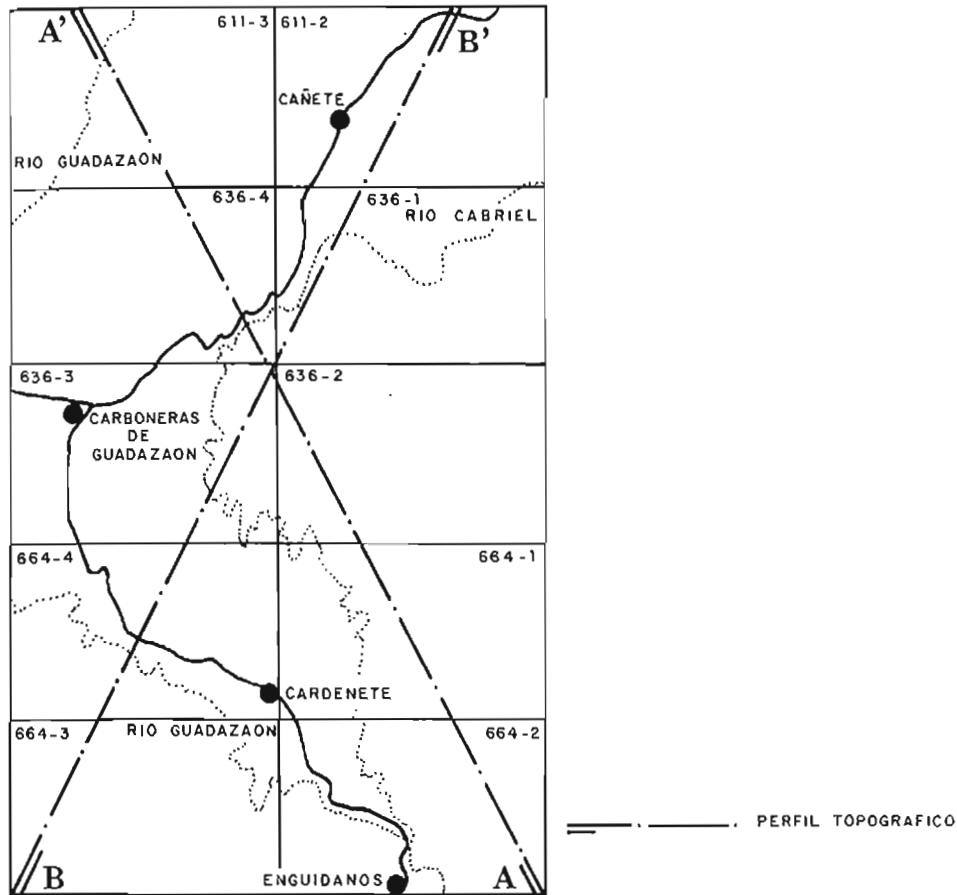 A'
611-3
611-2
B'
CAÑETE
RIO GUADAZAON
636-4
636-1
RIO CABRIEL
636-3
636-2
CARBONERAS
DE
GUADAZAON
664-4
664-1
CARDENETE
664-3
RIO GUADAZAON
664-2
PERFIL TOPOGRAFICO
B
ENGUIDANOS
A